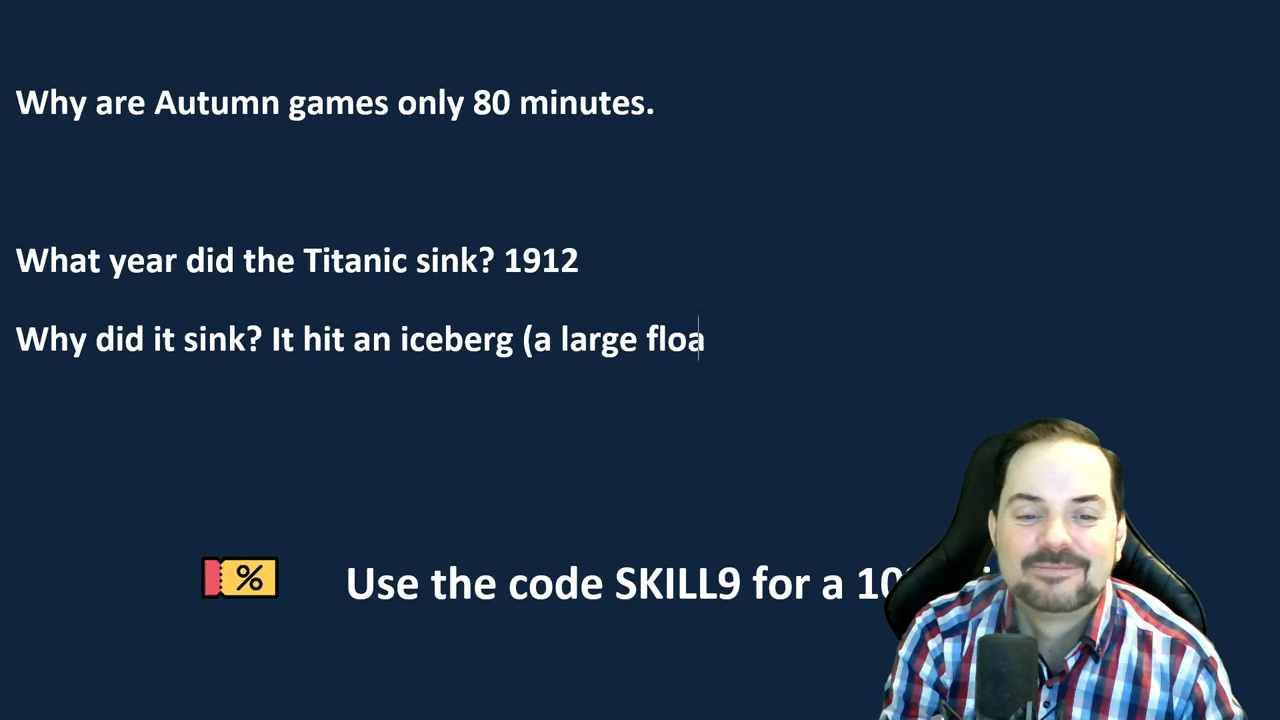 Why are Autumn games only 80 minutes.
What year did the Titanic sink? 1912
Why did it sink? It hit an iceberg (a large floa
% Use the code SKILL9 for a 10